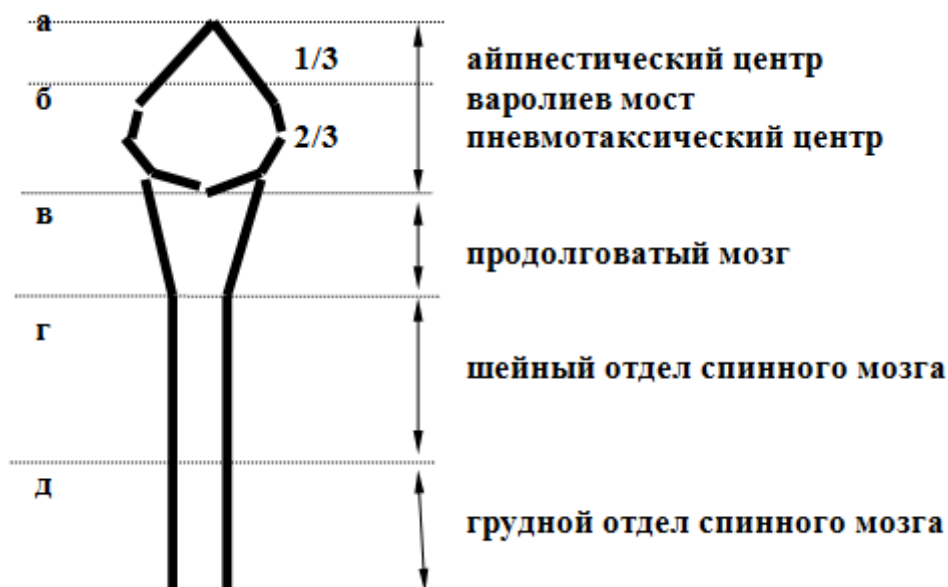 а
1/3
айпнестический центр
б
варолиев мост
2/3
пневмотаксический центр
в
продолговатый мозг
г
шейный отдел спинного мозга
д
грудной отдел спинного мозга